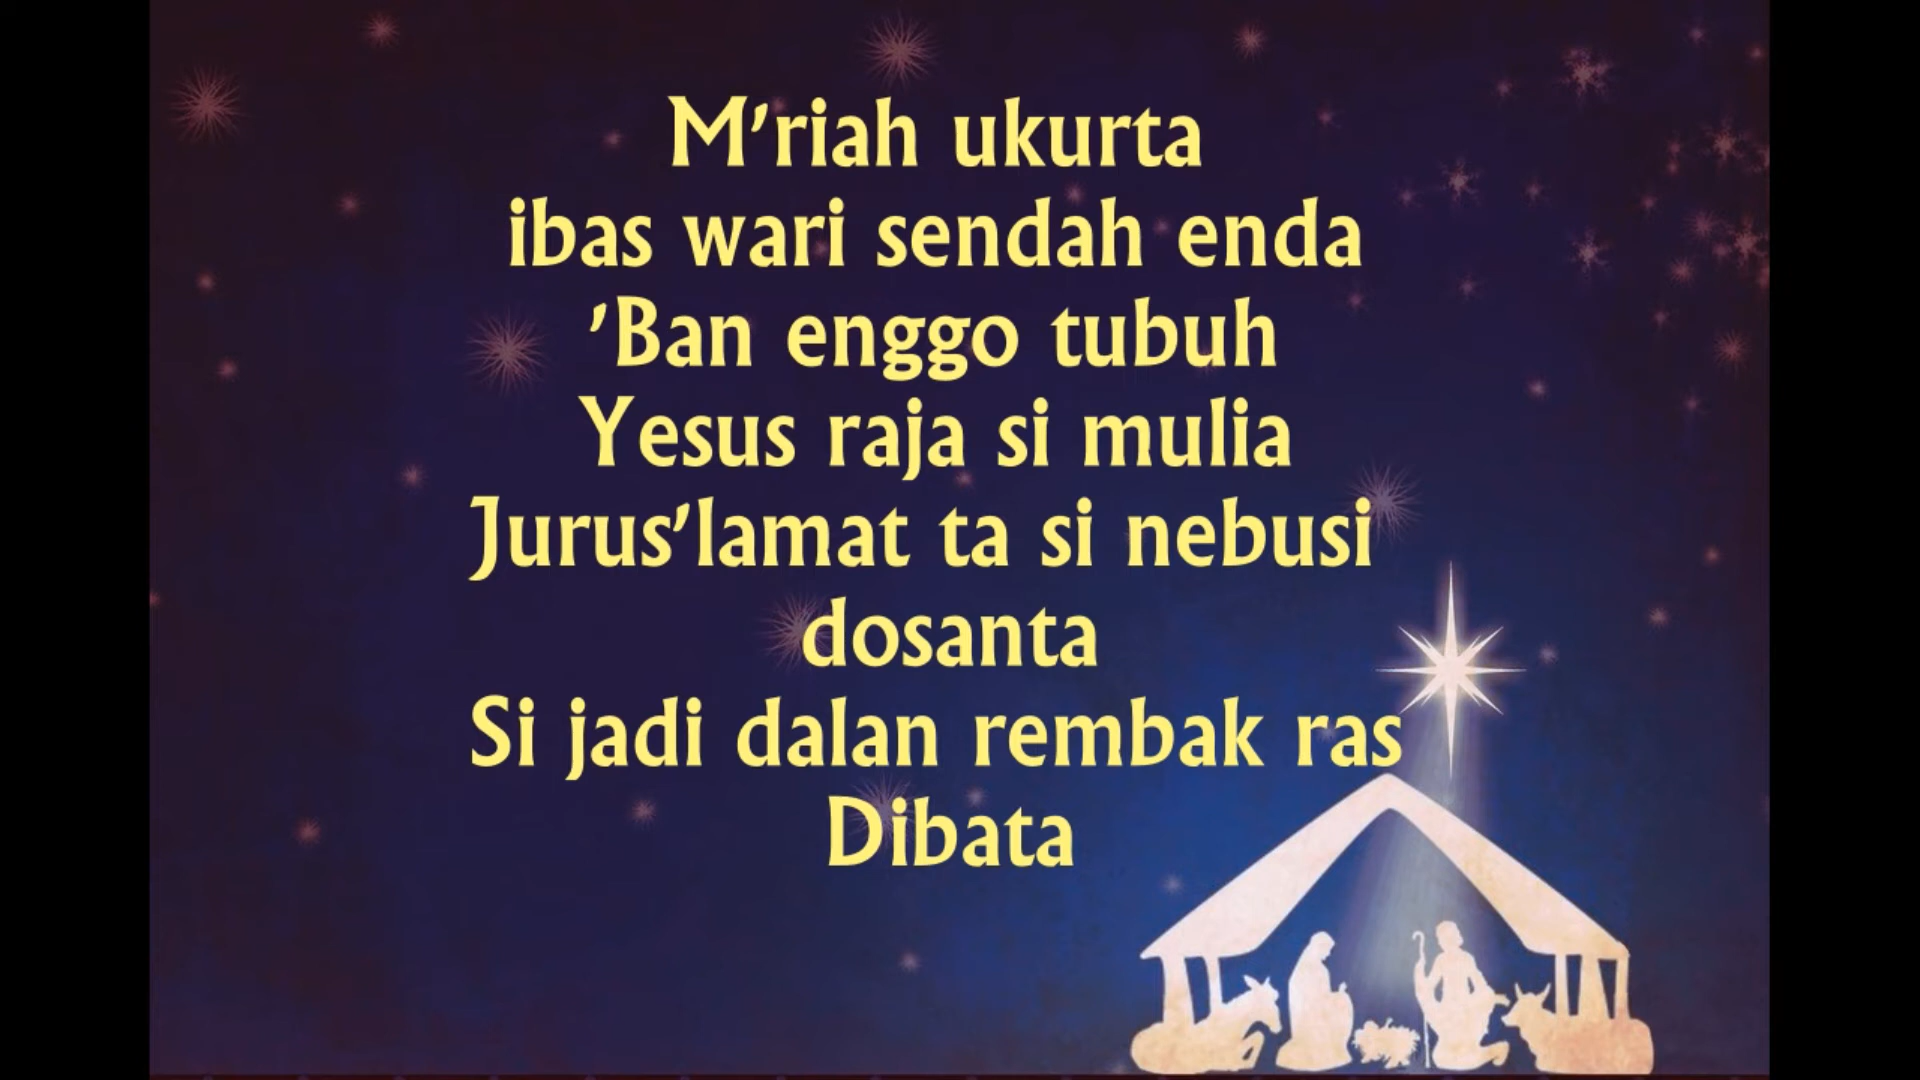 M'riah ukurta
ibas wari sendah enda
'Ban enggo tubuh
Yesus raja si mulia
Jurus'lamat ta si nebusi
dosanta
Si jadi dalan rembak ras
Dibata